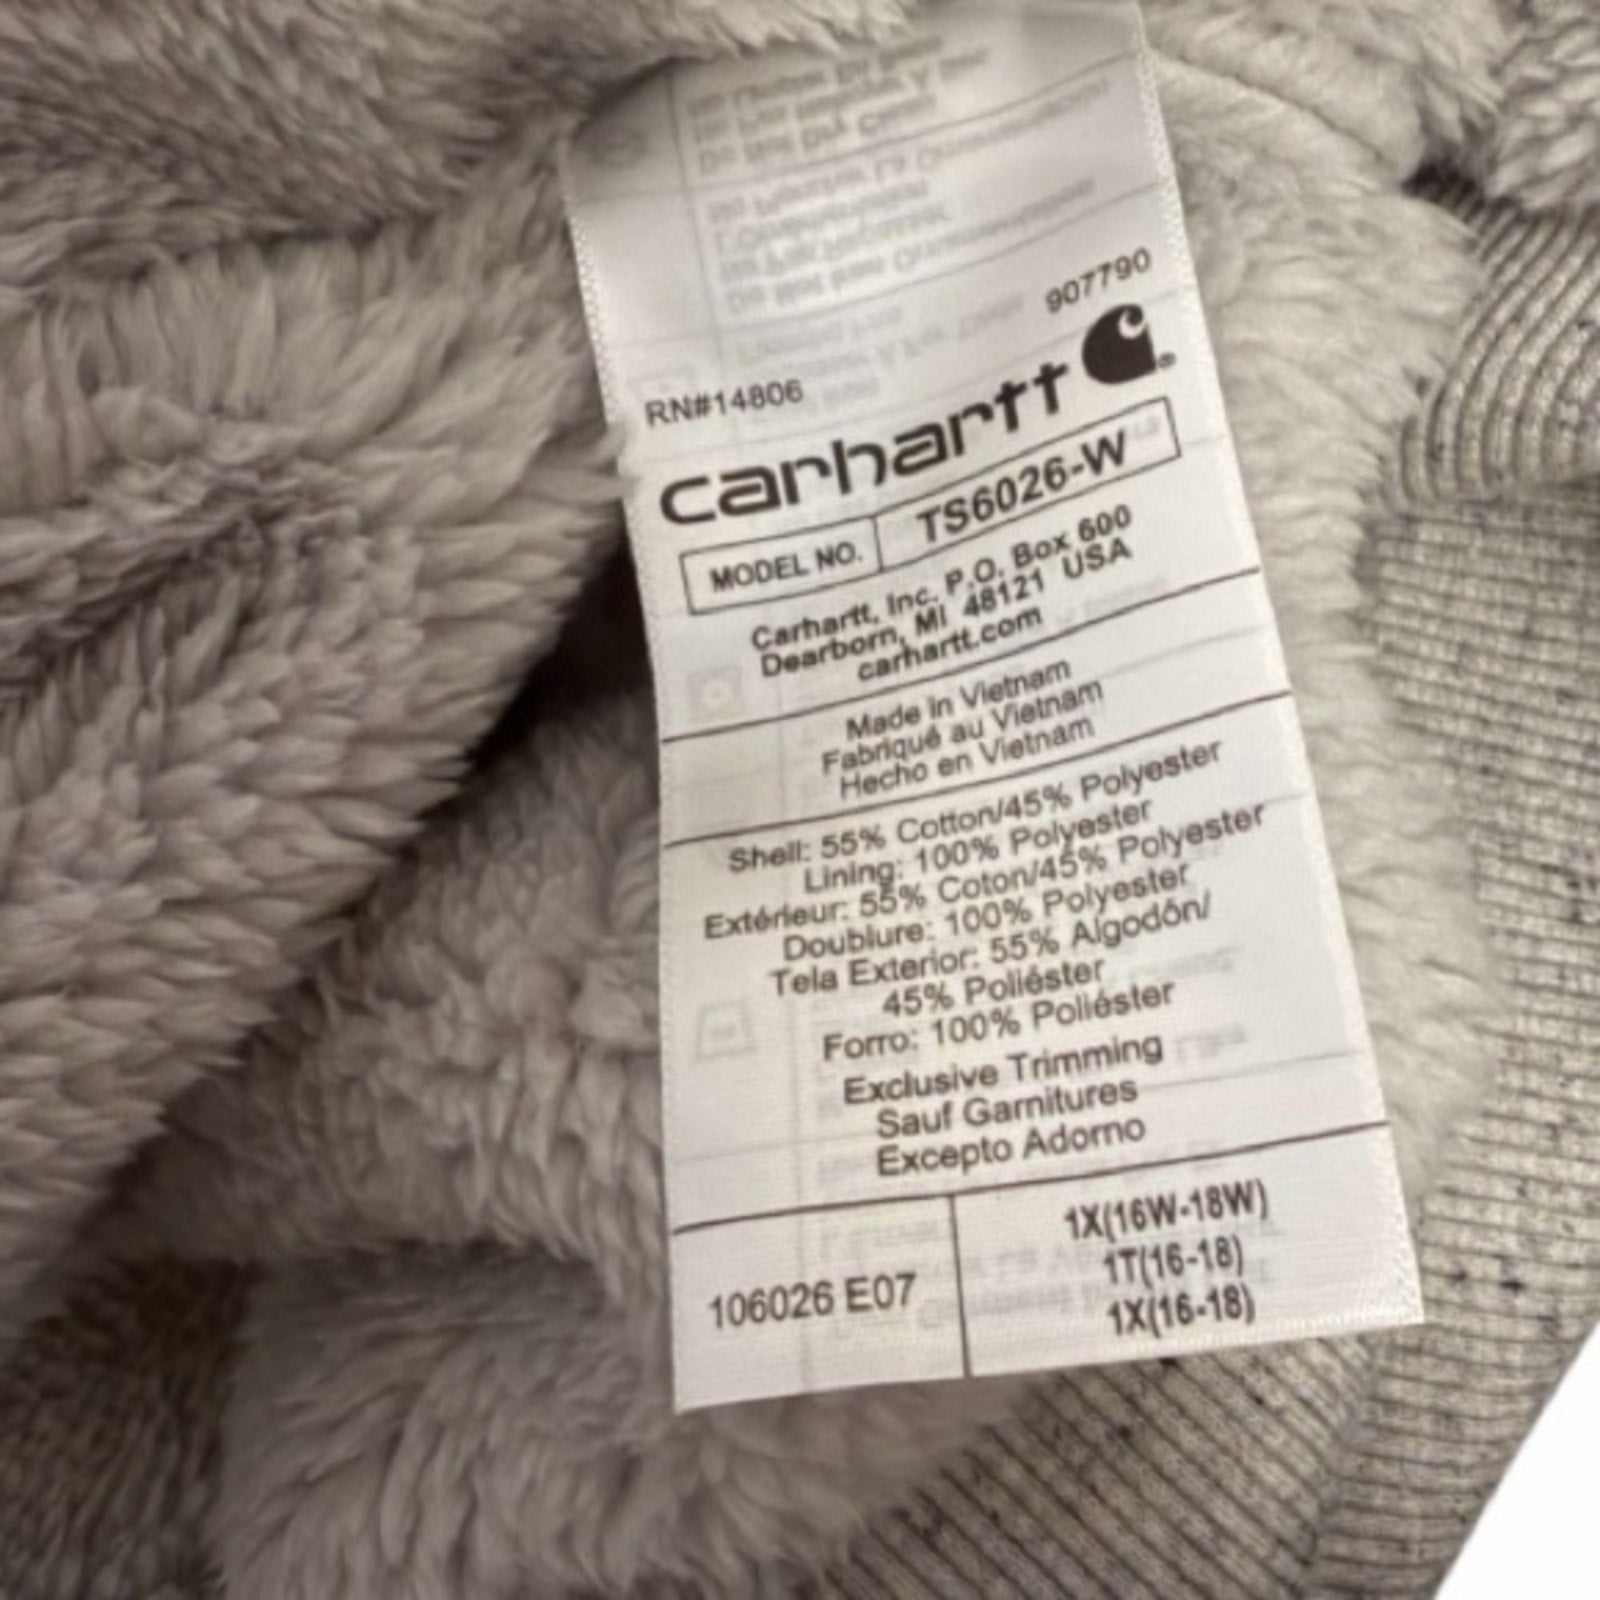 907790
RN#14806
carhartt
MODEL NO. TS6026-W
Carhartt, Inc. P.O. Box 600
Dearborn, MI 48121 USA
carhartt.com
Made in Vietnam
Fabriqué au Vietnam
Hecho en Vietnam
Shell: 55% Cotton/45% Polyester
Lining: 100% Polyester
Extérieur: 55% Coton/45% Polyester
Doublure: 100% Polyester
Tela Exterior: 55% Algodón/
45% Poliéster
Forro: 100% Poliéster
Exclusive Trimming
Sauf Garnitures
Excepto Adorno
106026 E07
1X(16W-18W)
1T(16-18)
1X(16-18)